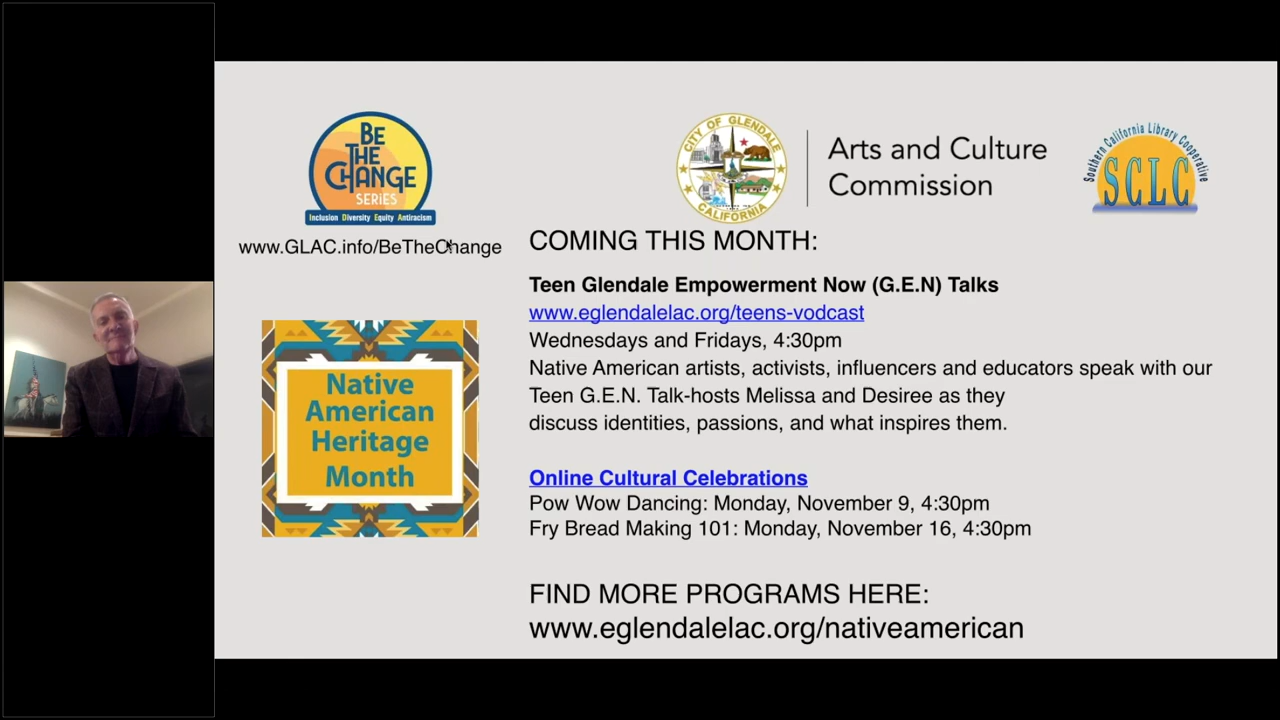 BE
THE
CHANGE
SERIES
Inclusion Diversity Equity Antiracism
www.GLAC.info/BeTheChange
Native
American
Heritage
Month
CITY OF GLENDALE
CALIFORNIA
Arts and Culture
Commission
Southern California Library Cooperative
SCLC
COMING THIS MONTH:
Teen Glendale Empowerment Now (G.E.N) Talks
www.eglendalelac.org/teens-vodcast
Wednesdays and Fridays, 4:30pm
Native American artists, activists, influencers and educators speak with our
Teen G.E.N. Talk-hosts Melissa and Desiree as they
discuss identities, passions, and what inspires them.
Online Cultural Celebrations
Pow Wow Dancing: Monday, November 9, 4:30pm
Fry Bread Making 101: Monday, November 16, 4:30pm
FIND MORE PROGRAMS HERE:
www.eglendalelac.org/nativeamerican